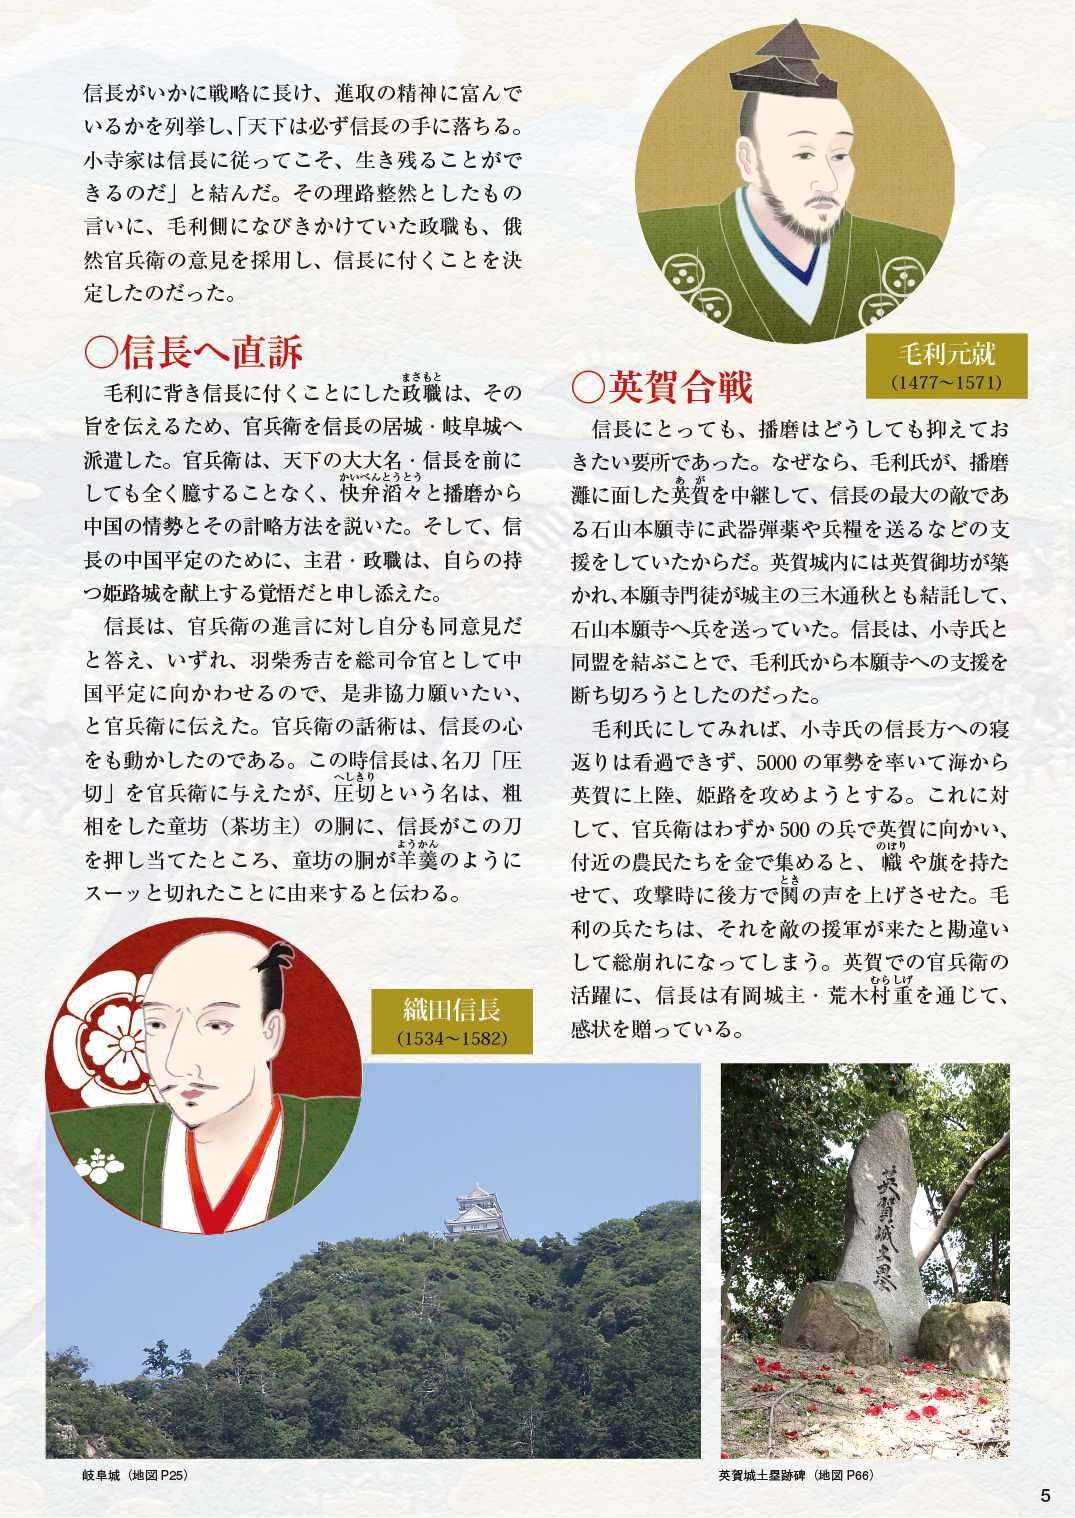 信長がいかに戦略に長け、進取の精神に富んで
いるかを列挙し、「天下は必ず信長の手に落ちる。
小寺家は信長に従ってこそ、生き残ることがで
きるのだ」と結んだ。その理路整然としたもの
言いに、毛利側になびきかけていた政職も、俄
然官兵衛の意見を採用し、信長に付くことを決
定したのだった。
○信長へ直訴
まさもと
毛利に背き信長に付くことにした政職は、その
旨を伝えるため、官兵衛を信長の居城・岐阜城へ
派遣した。官兵衛は、天下の大大名・信長を前に
かいべんとうとう
しても全く臆することなく、快弁滔々と播磨から
中国の情勢とその計略方法を説いた。そして、信
長の中国平定のために、主君・政職は、自らの持
つ姫路城を献上する覚悟だと申し添えた。
信長は、官兵衛の進言に対し自分も同意見だ
と答え、いずれ、羽柴秀吉を総司令官として中
国平定に向かわせるので、是非協力願いたい、
と官兵衛に伝えた。官兵衛の話術は、信長の心
をも動かしたのである。この時信長は、名刀「圧
へしきり
切」を官兵衛に与えたが、圧切という名は、粗
相をした童坊（茶坊主）の胴に、信長がこの刀
ようかん
を押し当てたところ、童坊の胴が羊羹のように
スーッと切れたことに由来すると伝わる。
織田信長
（1534〜1582）
毛利元就
（1477〜1571）
○英賀合戦
信長にとっても、播磨はどうしても抑えてお
きたい要所であった。なぜなら、毛利氏が、播磨
あが
灘に面した英賀を中継して、信長の最大の敵であ
る石山本願寺に武器弾薬や兵糧を送るなどの支
援をしていたからだ。英賀城内には英賀御坊が築
かれ、本願寺門徒が城主の三木通秋とも結託して、
石山本願寺へ兵を送っていた。信長は、小寺氏と
同盟を結ぶことで、毛利氏から本願寺への支援を
断ち切ろうとしたのだった。
毛利氏にしてみれば、小寺氏の信長方への寝
返りは看過できず、5000の軍勢を率いて海から
英賀に上陸、姫路を攻めようとする。これに対
して、官兵衛はわずか500の兵で英賀に向かい、
のぼり
付近の農民たちを金で集めると、幟や旗を持た
とき
せて、攻撃時に後方で鬨の声を上げさせた。毛
利の兵たちは、それを敵の援軍が来たと勘違い
して総崩れになってしまう。英賀での官兵衛の
むらしげ
活躍に、信長は有岡城主・荒木村重を通じて、
感状を贈っている。
英賀城土塁
岐阜城（地図P25）
英賀城土塁跡碑（地図P66）
5